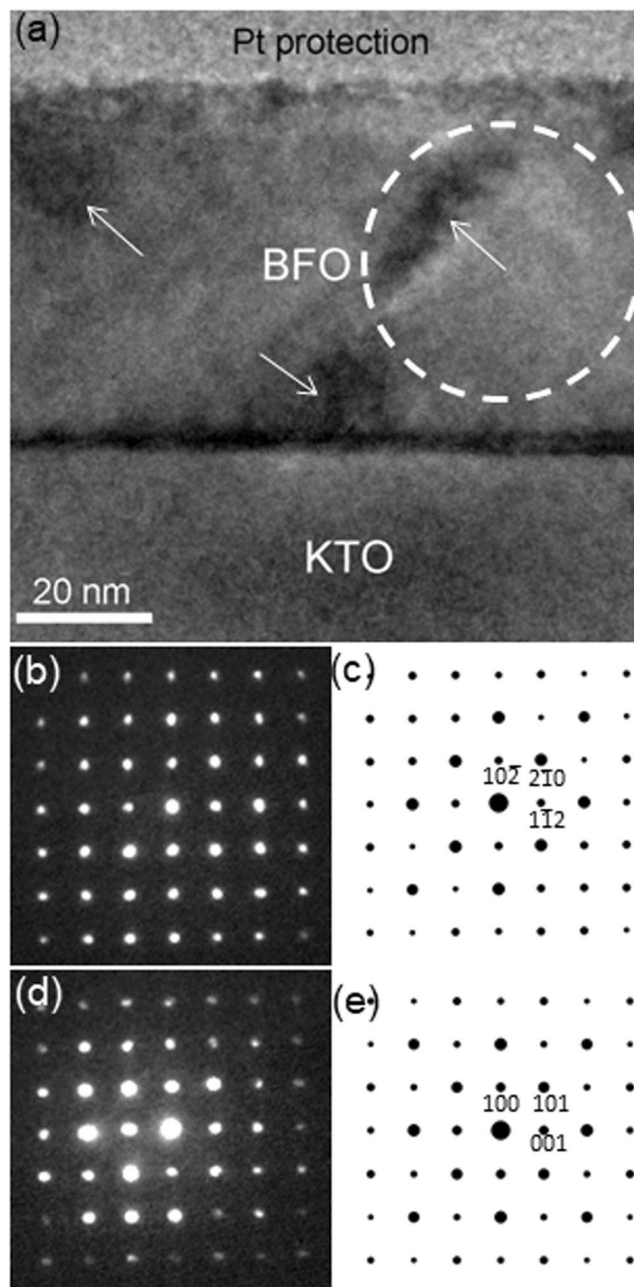 (a)
Pt protection
BFO
KTO
20 nm
(b)
(c)
102̅ 21̅0
11̅2
(d)
(e)
100 101
001